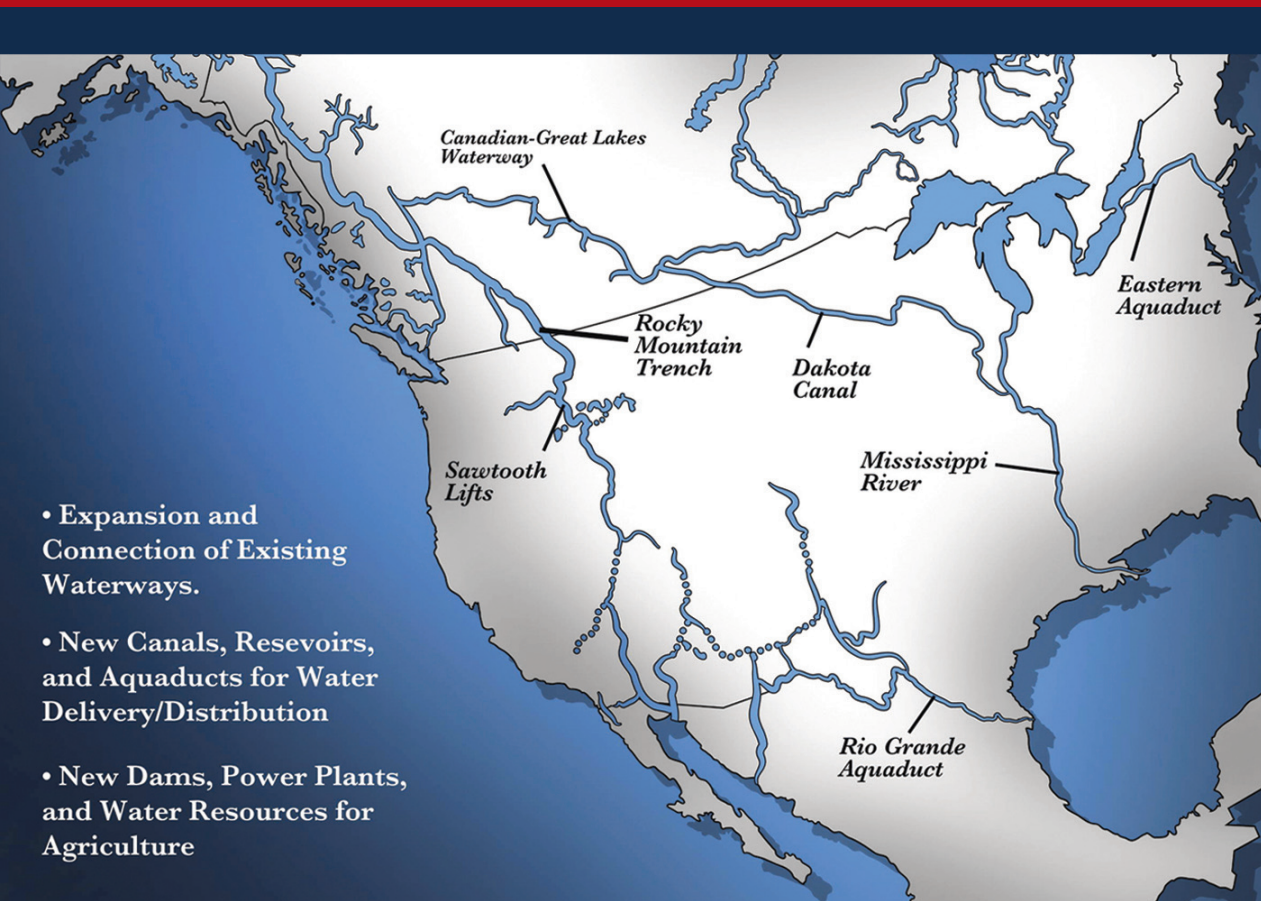 Canadian-Great Lakes
Waterway
Eastern
Aquaduct
Rocky
Mountain
Trench
Dakota
Canal
Sawtooth
Lifts
Mississippi
River
• Expansion and
Connection of Existing
Waterways.
• New Canals, Resevoirs,
and Aquaducts for Water
Delivery/Distribution
Rio Grande
Aquaduct
• New Dams, Power Plants,
and Water Resources for
Agriculture